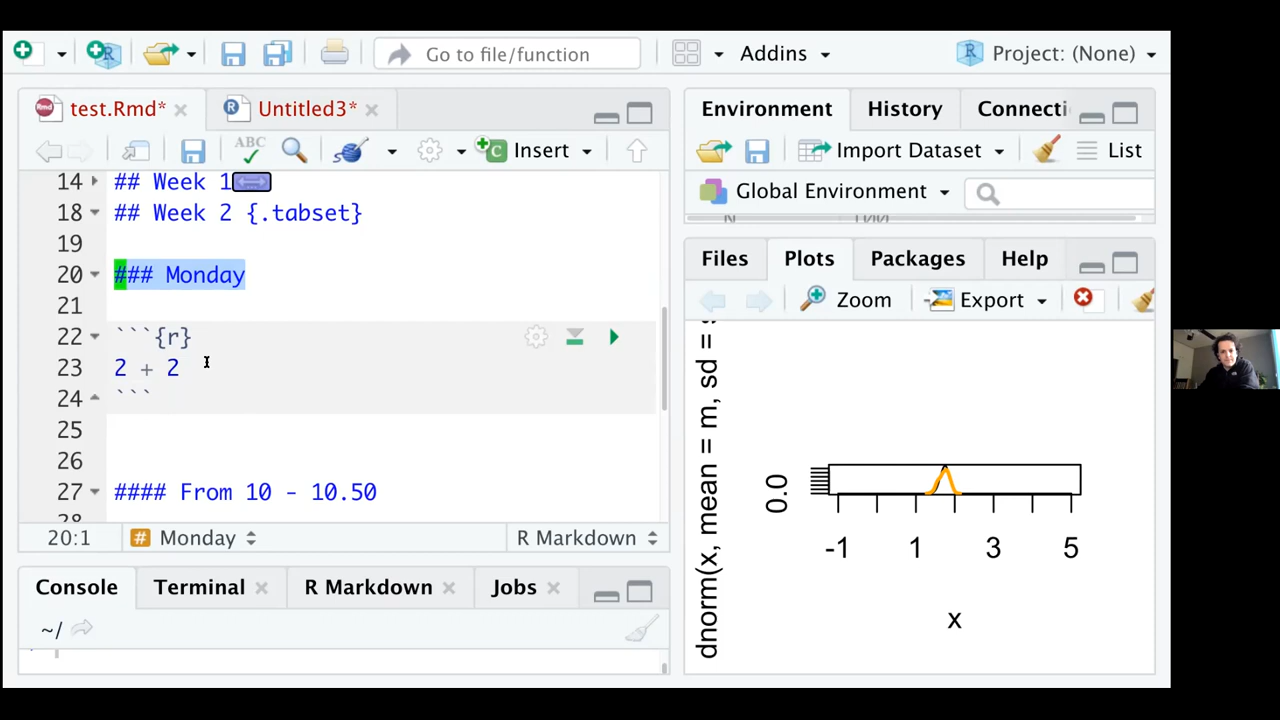 Go to file/function
Addins
Project: (None)
test.Rmd*
Untitled3*
ABC
Insert
14 ## Week 1
18 ## Week 2 {.tabset}
19
20 ### Monday
21
22 ```{r}
23 2 + 2
24 ```
25
26
27 #### From 10 - 10.50
20:1 # Monday R Markdown
Console Terminal R Markdown Jobs
~/
Environment History Connecti
Import Dataset List
Global Environment
Files Plots Packages Help
Zoom Export
dnorm(x, mean = m, sd =
0.0
-1 1 3 5
x